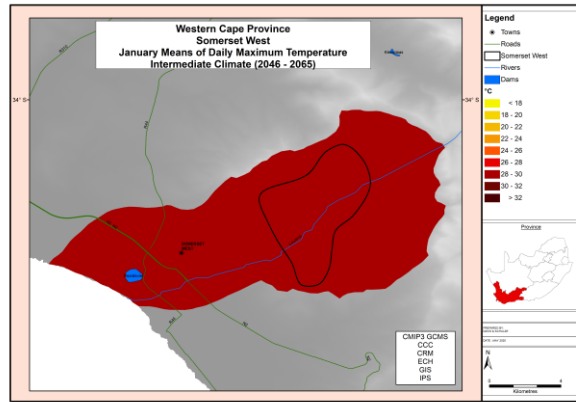 Western Cape Province
Somerset West
January Means of Daily Maximum Temperature
Intermediate Climate (2046 - 2065)
34° S
34° S
SOMERSET
WEST
CMIP3 GCMS
CCC
CRM
ECH
GIS
IPS
Legend
Towns
Roads
Somerset West
Rivers
Dams
°C
< 18
18 - 20
20 - 22
22 - 24
24 - 26
26 - 28
28 - 30
30 - 32
> 32
Province
N
Kilometres